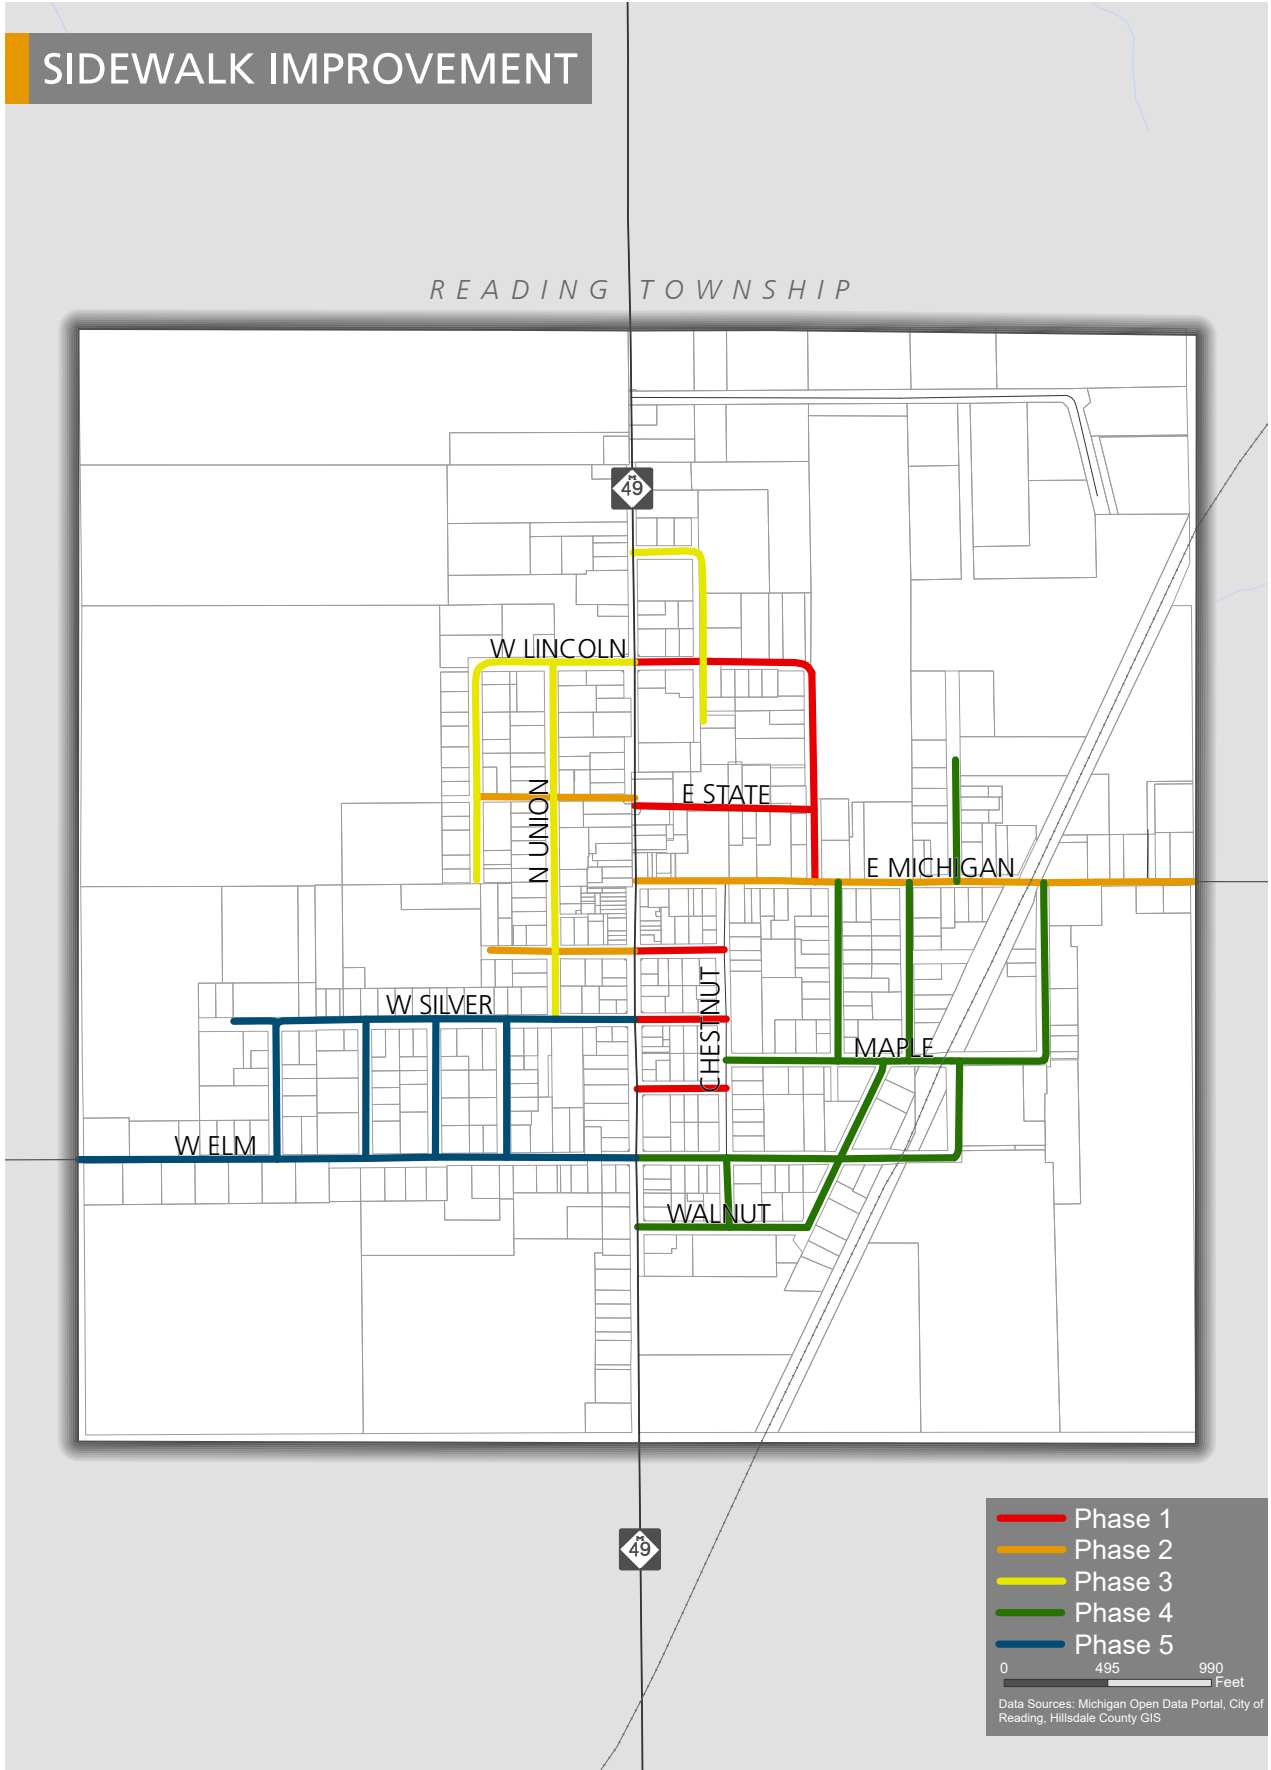 SIDEWALK IMPROVEMENT
READING TOWNSHIP
M
49
W LINCOLN
E STATE
N UNION
E MICHIGAN
W SILVER
CHESTNUT
MAPLE
W ELM
WALNUT
M
49
Phase 1
Phase 2
Phase 3
Phase 4
Phase 5
0 495 990
Feet
Data Sources: Michigan Open Data Portal, City of
Reading, Hillsdale County GIS